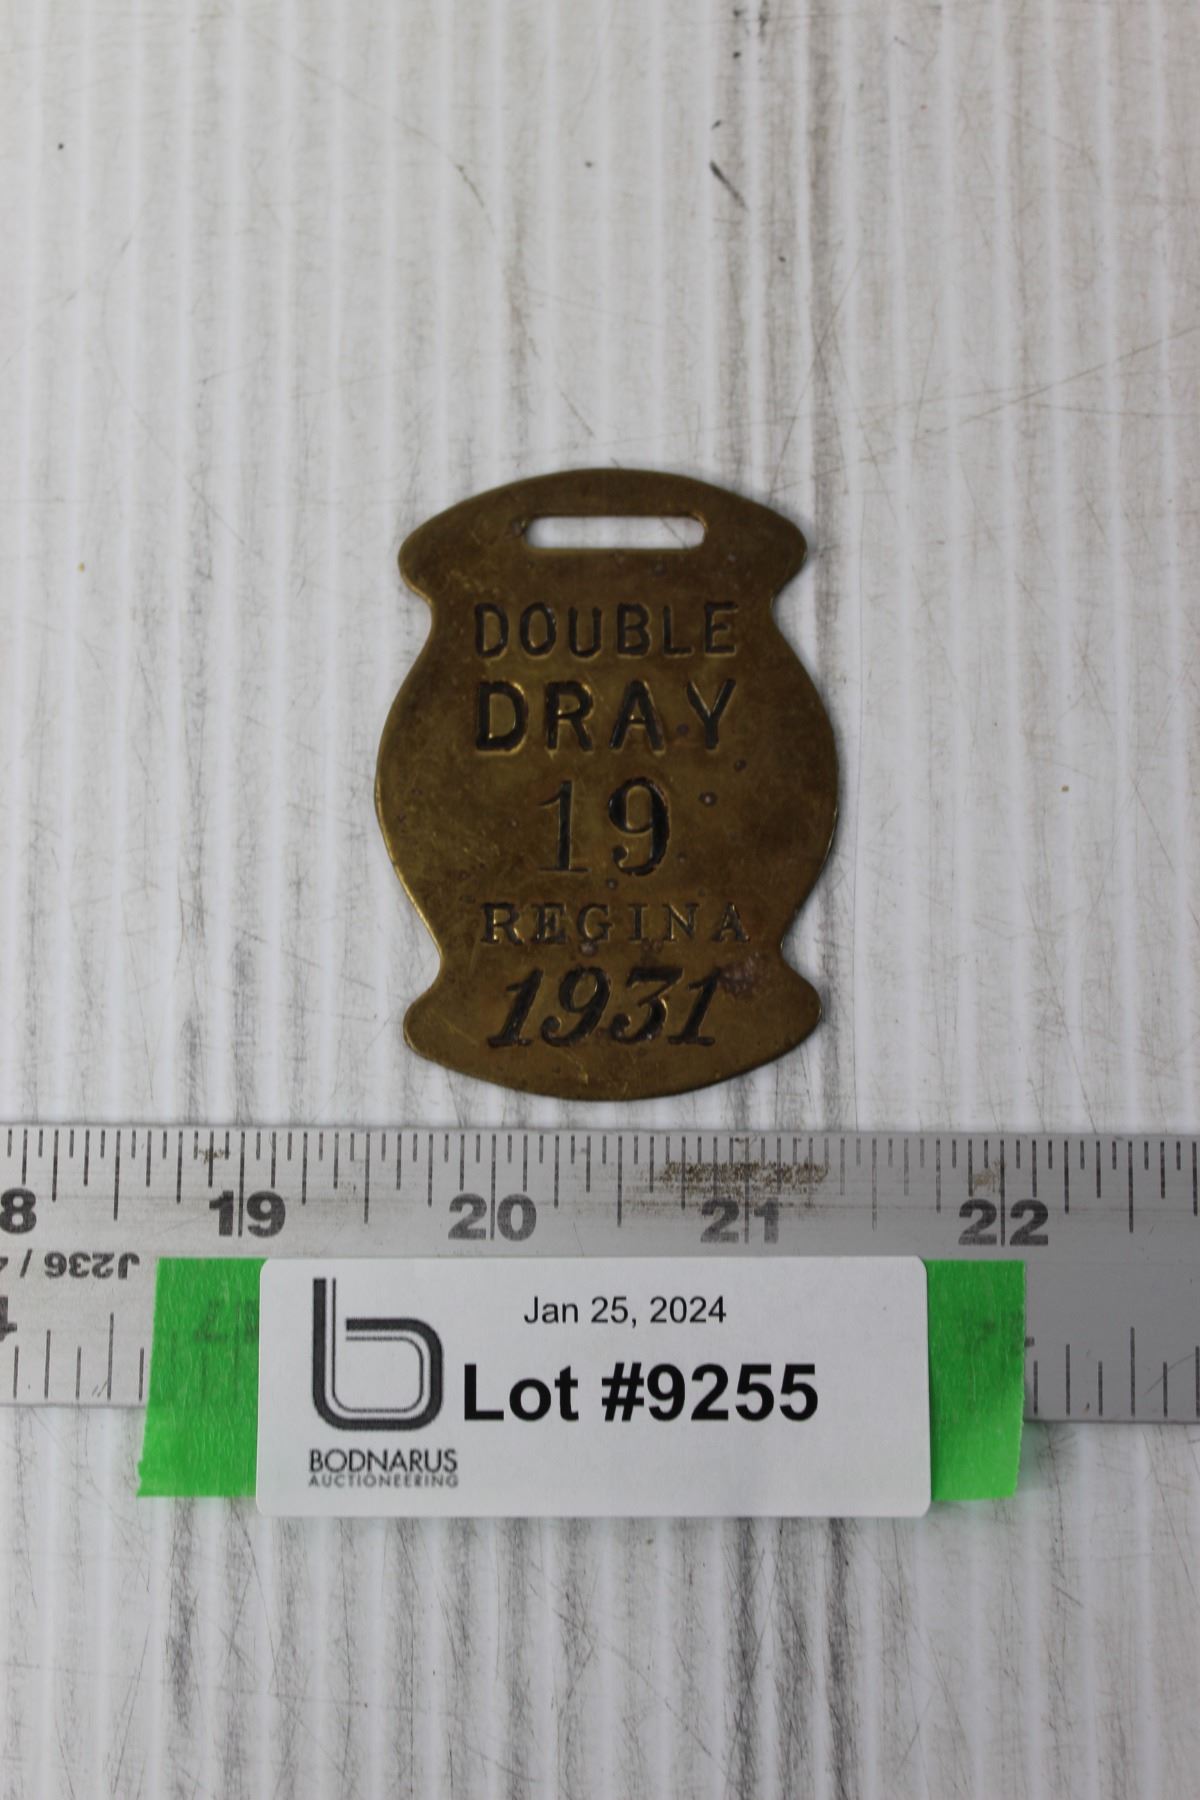 DOUBLE
DRAY
19
REGINA
1931
8 19 20 21 22
J236 /
Jan 25, 2024
Lot #9255
BODNARUS
AUCTIONEERING